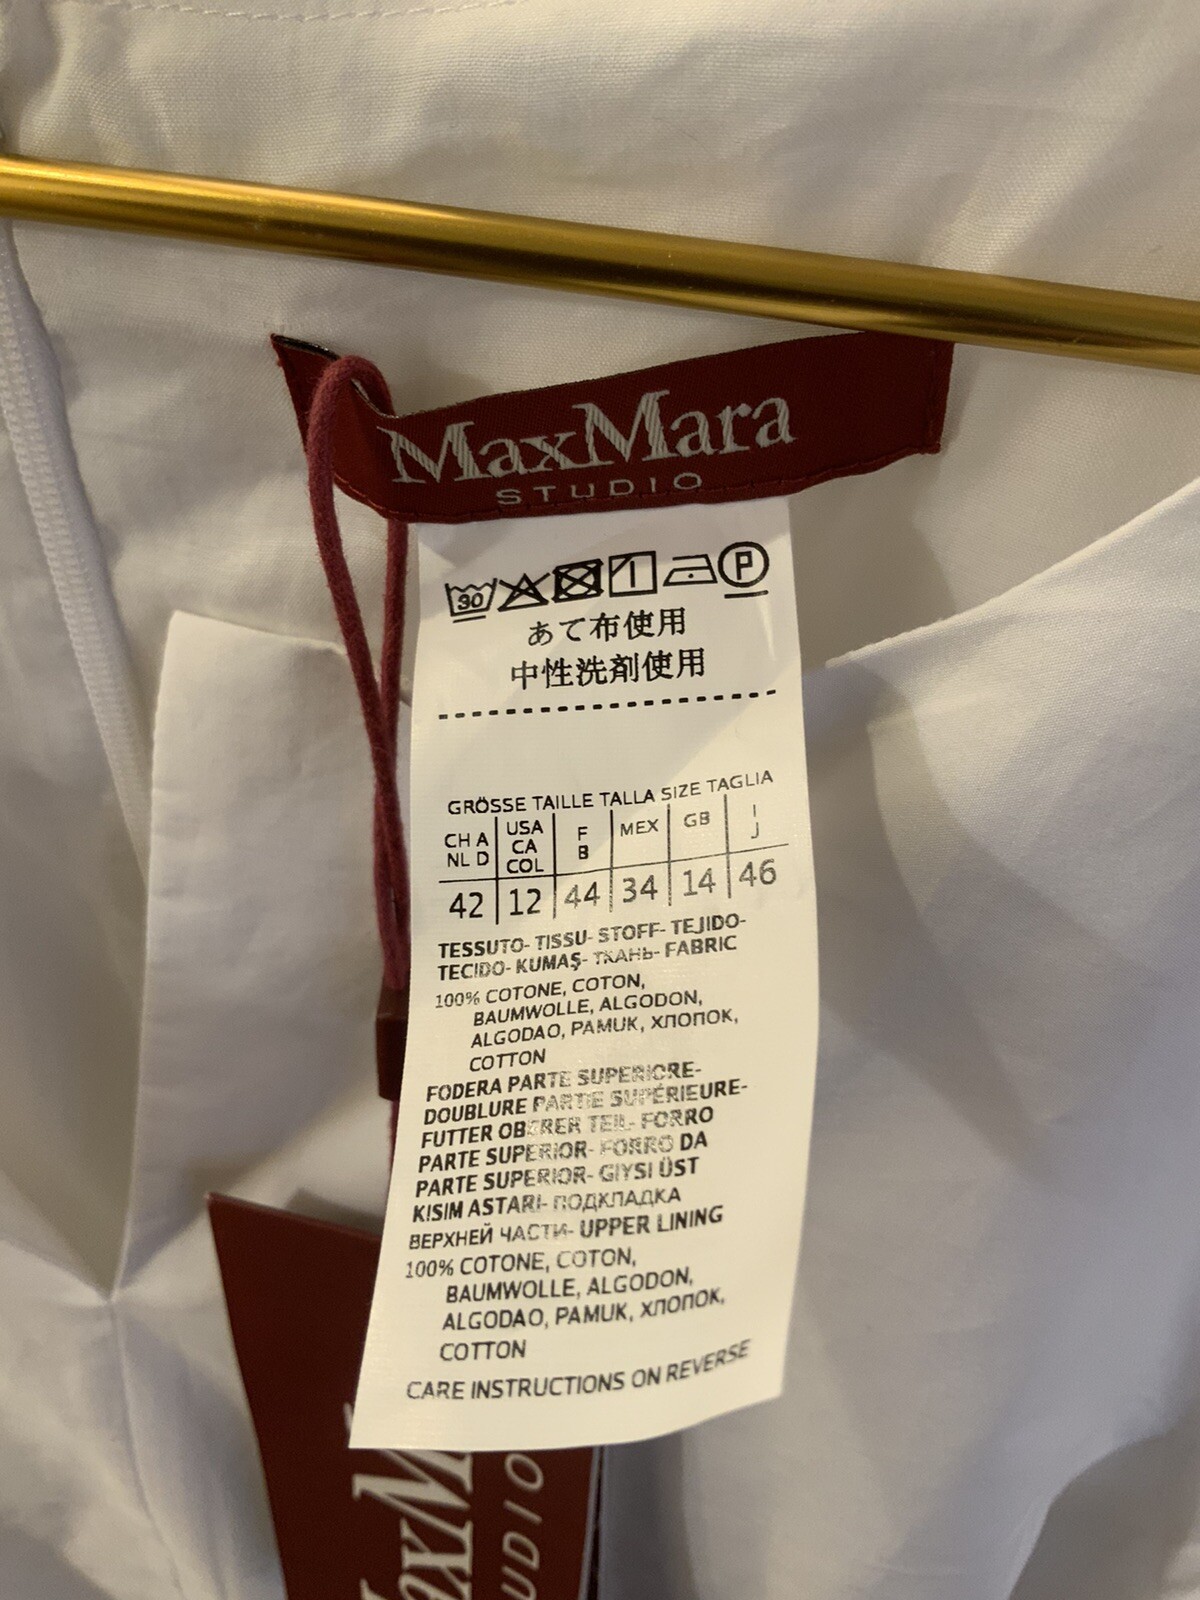 MaxMara
STUDIO
30 P
あて布使用
中性洗剤使用
GRÖSSE TAILLE TALLA SIZE TAGLIA
CH A NL D USA CA COL F B MEX GB I J
42 12 44 34 14 46
TESSUTO- TISSU- STOFF- TEJIDO-
TECIDO- KUMAŞ- ТКАНЬ- FABRIC
100% COTONE, COTON,
BAUMWOLLE, ALGODON,
ALGODAO, PAMUK, ХЛОПОК,
COTTON
FODERA PARTE SUPERIORE-
DOUBLURE PARTIE SUPÉRIEURE-
FUTTER OBERER TEIL- FORRO
PARTE SUPERIOR- FORRO DA
PARTE SUPERIOR- GIYSI ÜST
KISIM ASTARI- ПОДКЛАДКА
ВЕРХНЕЙ ЧАСТИ- UPPER LINING
100% COTONE, COTON,
BAUMWOLLE, ALGODON,
ALGODAO, PAMUK, ХЛОПОК,
COTTON
CARE INSTRUCTIONS ON REVERSE